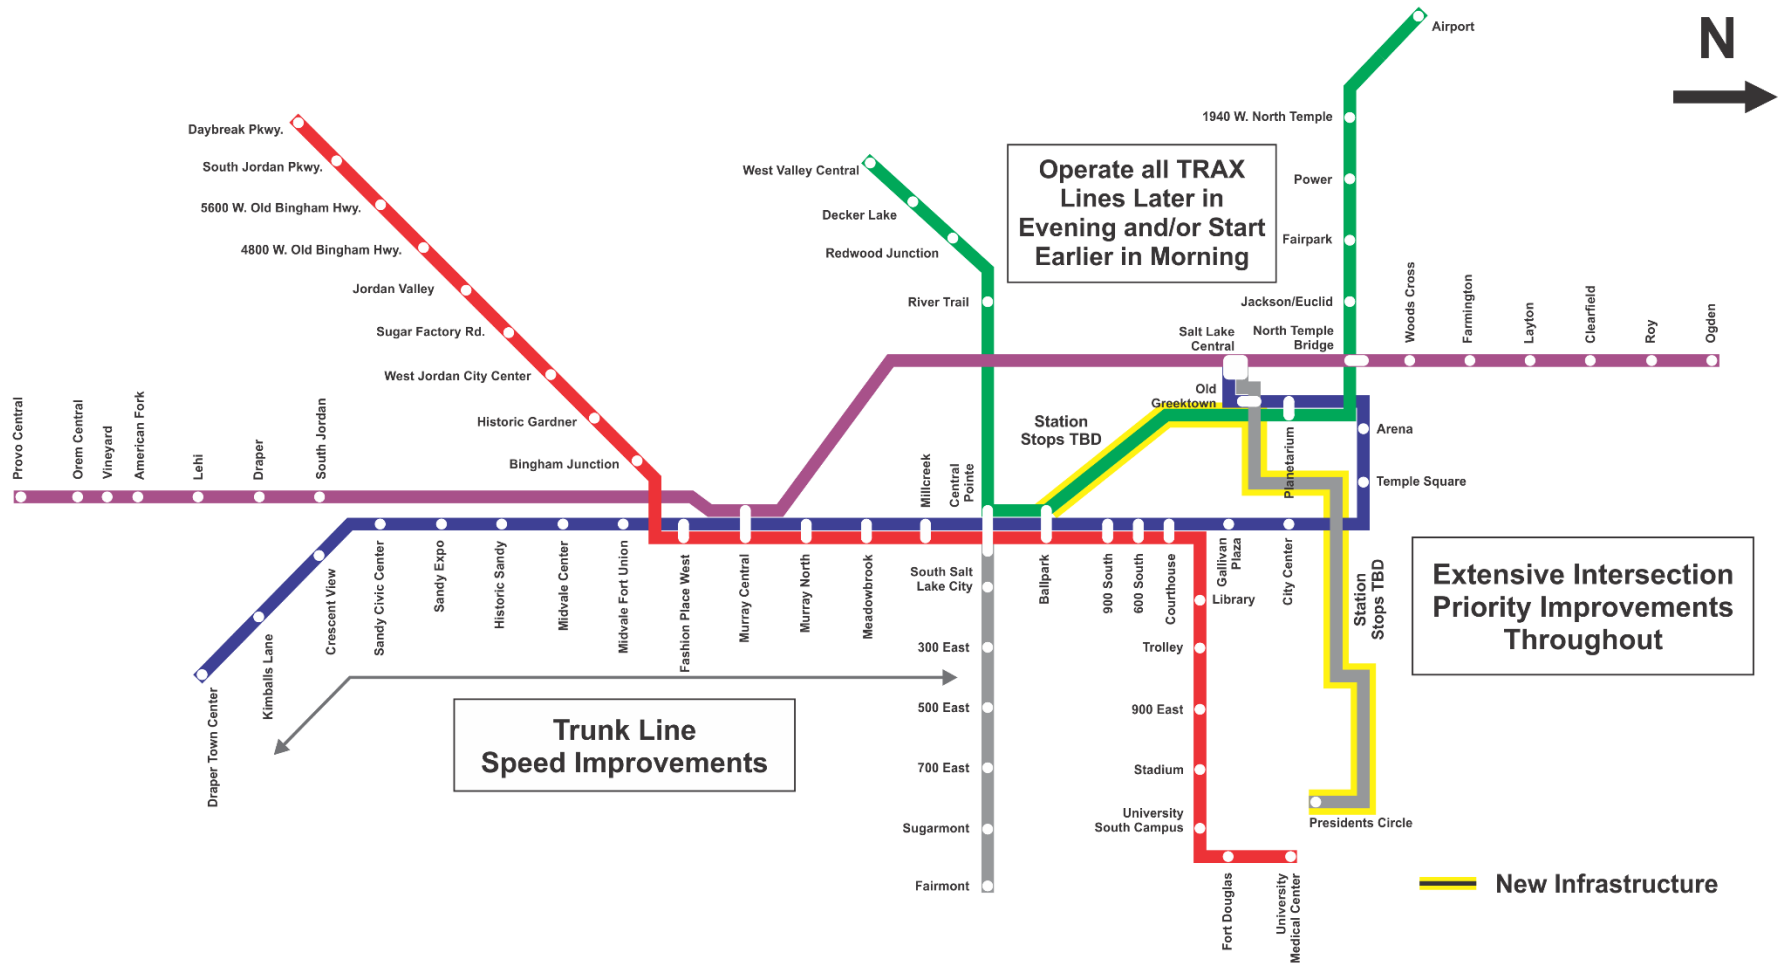 Airport
N
1940 W. North Temple
Power
Fairpark
Jackson/Euclid
North Temple
Bridge
Daybreak Pkwy.
South Jordan Pkwy.
5600 W. Old Bingham Hwy.
4800 W. Old Bingham Hwy.
Jordan Valley
Sugar Factory Rd.
West Jordan City Center
Historic Gardner
Bingham Junction
West Valley Central
Decker Lake
Redwood Junction
River Trail
Operate all TRAX
Lines Later in
Evening and/or Start
Earlier in Morning
Salt Lake
Central
Old
Greektown
Woods Cross
Farmington
Layton
Clearfield
Roy
Ogden
Provo Central
Orem Central
Vineyard
American Fork
Lehi
Draper
South Jordan
Station
Stops TBD
Millcreek
Central
Pointe
Planetarium
Arena
Temple Square
Draper Town Center
Kimballs Lane
Crescent View
Sandy Civic Center
Sandy Expo
Historic Sandy
Midvale Center
Midvale Fort Union
Fashion Place West
Murray Central
Murray North
Meadowbrook
South Salt
Lake City
300 East
500 East
700 East
Sugarmont
Fairmont
Ballpark
900 South
600 South
Courthouse
Gallivan
Plaza
City Center
Library
Trolley
900 East
Stadium
University
South Campus
Fort Douglas
University
Medical Center
Station
Stops TBD
Presidents Circle
Extensive Intersection
Priority Improvements
Throughout
Trunk Line
Speed Improvements
New Infrastructure